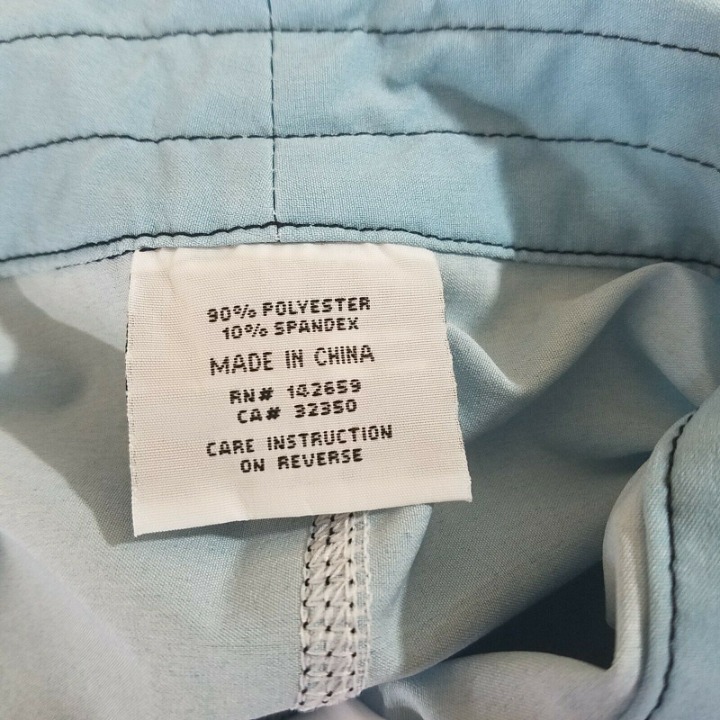 90% POLYESTER
10% SPANDEX
MADE IN CHINA
RN# 142659
CA# 32350
CARE INSTRUCTION
ON REVERSE